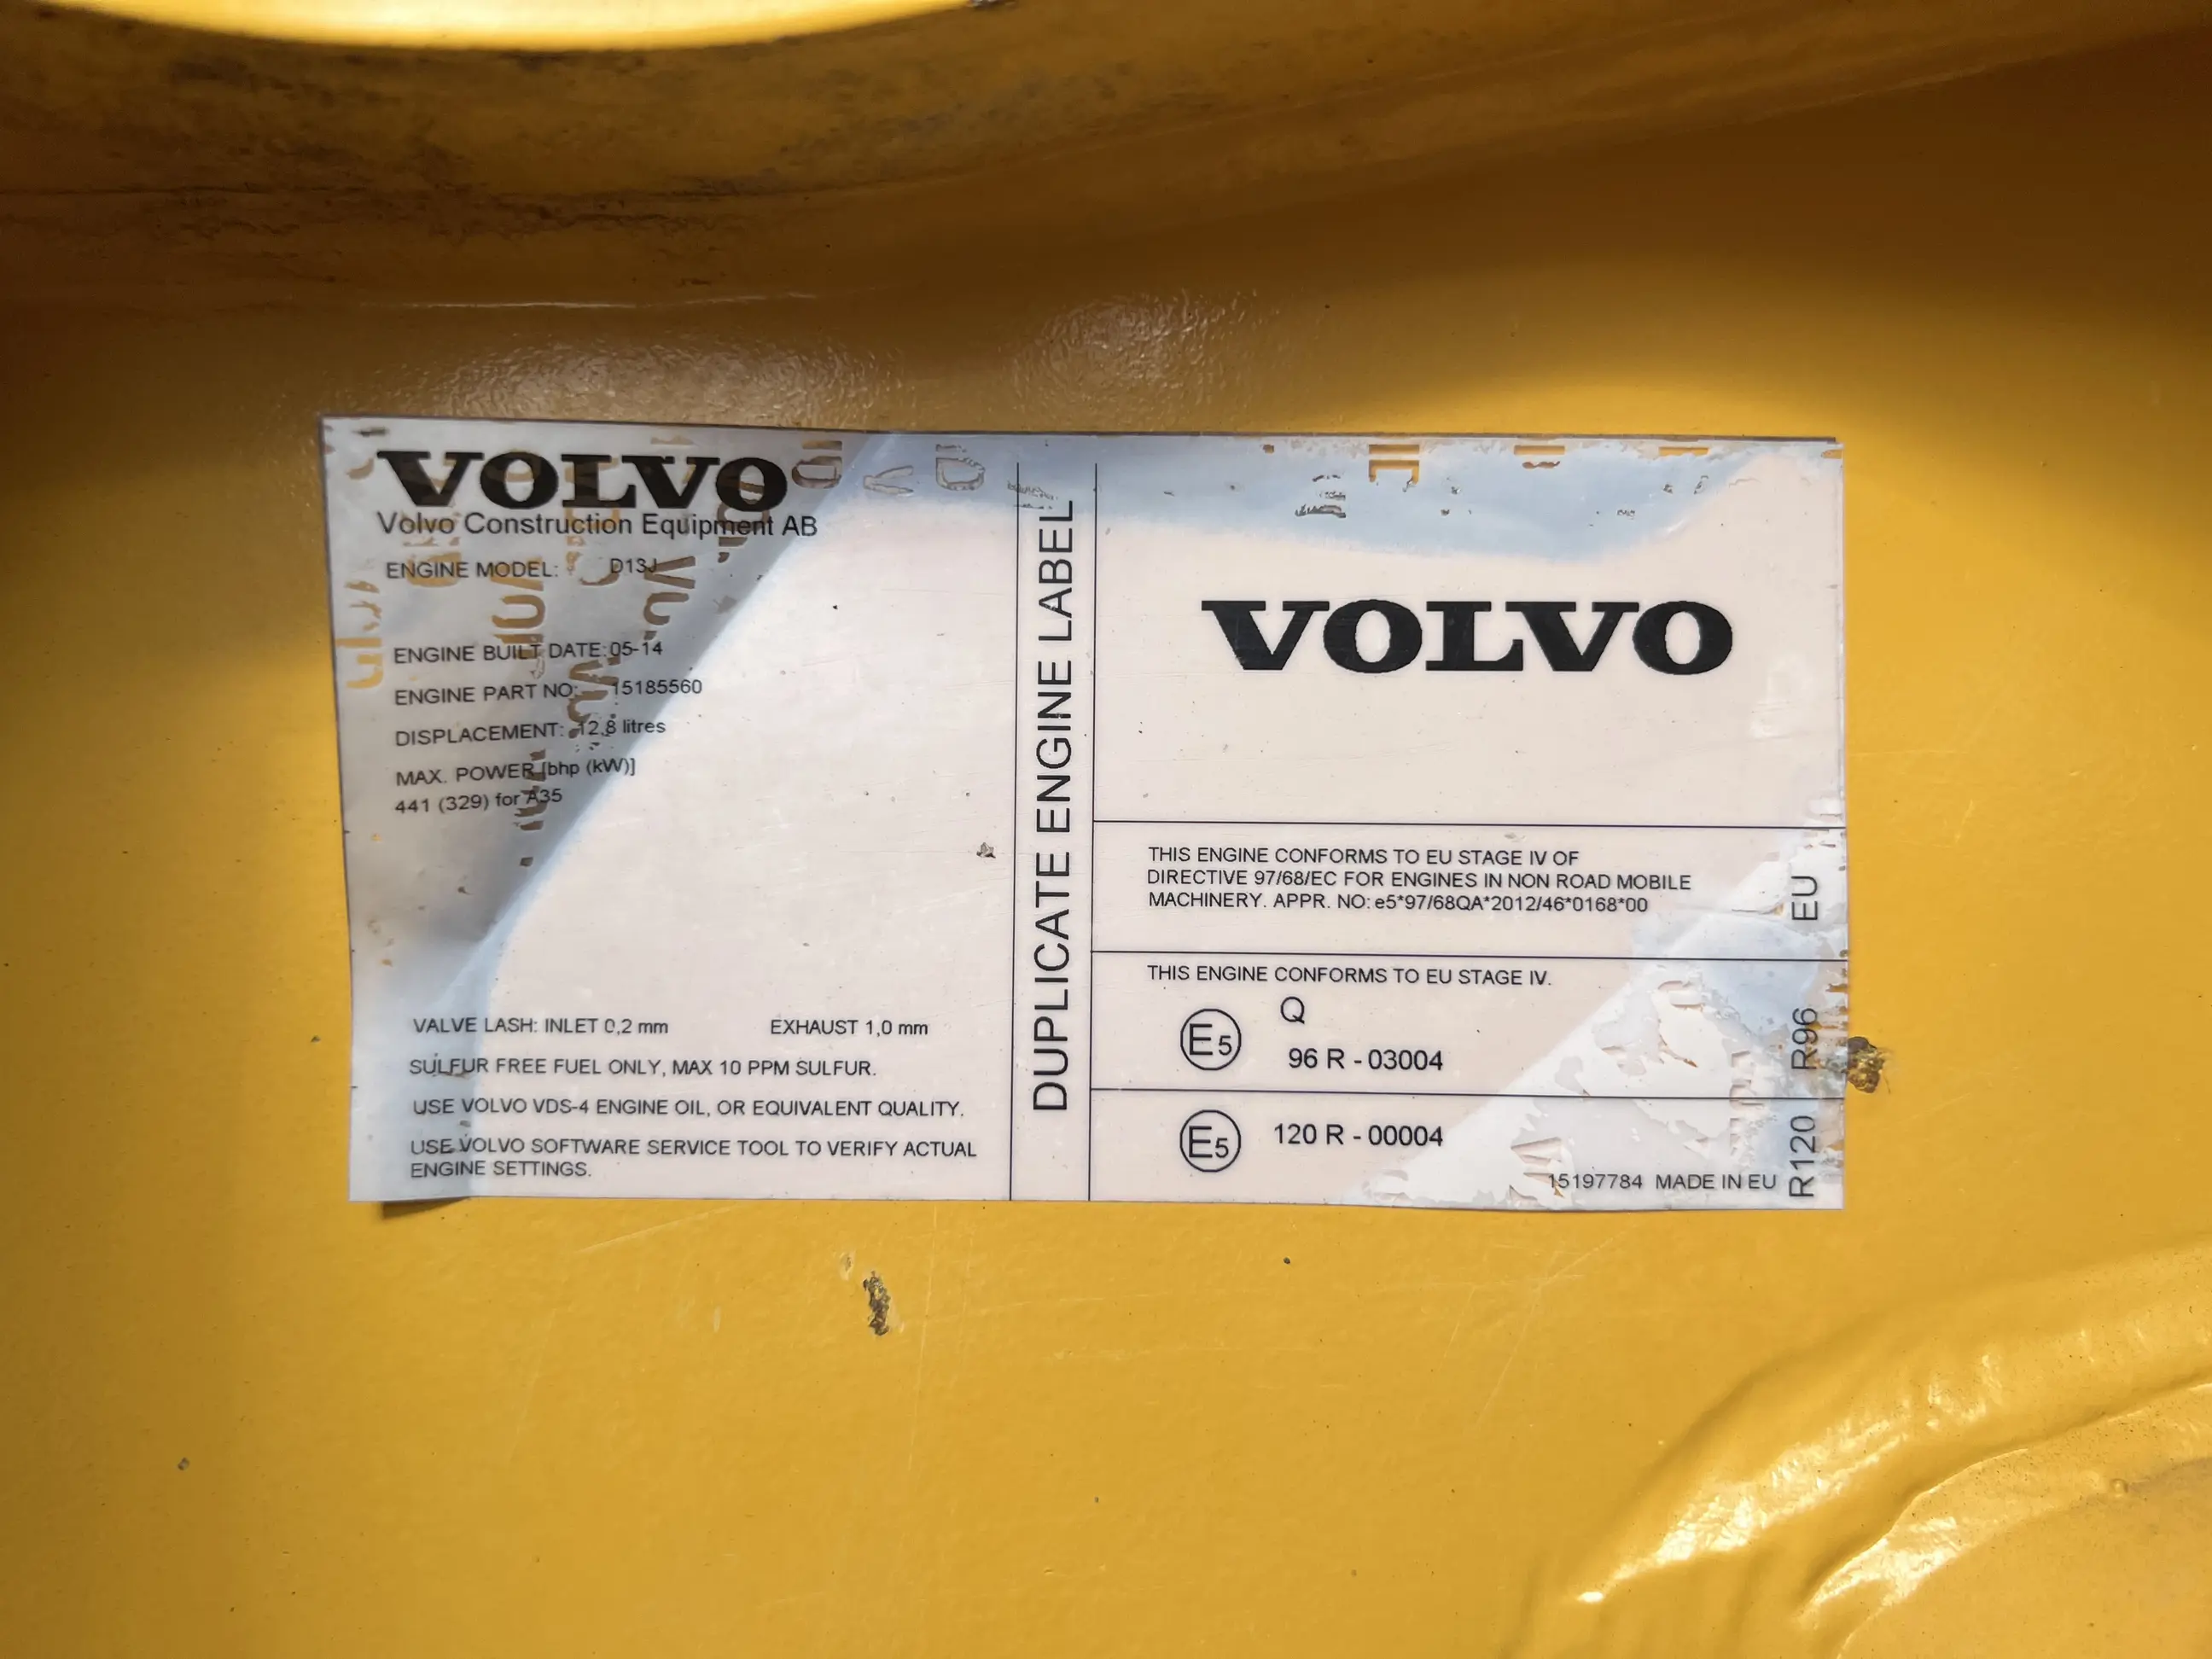 VOLVO
Volvo Construction Equipment AB
ENGINE MODEL: D13J
ENGINE BUILT DATE: 05-14
ENGINE PART NO: 15185560
DISPLACEMENT: 12,8 litres
MAX. POWER [bhp (kW)]
441 (329) for A35
VALVE LASH: INLET 0,2 mm EXHAUST 1,0 mm
SULFUR FREE FUEL ONLY, MAX 10 PPM SULFUR.
USE VOLVO VDS-4 ENGINE OIL, OR EQUIVALENT QUALITY.
USE VOLVO SOFTWARE SERVICE TOOL TO VERIFY ACTUAL
ENGINE SETTINGS.
DUPLICATE ENGINE LABEL
VOLVO
THIS ENGINE CONFORMS TO EU STAGE IV OF
DIRECTIVE 97/68/EC FOR ENGINES IN NON ROAD MOBILE
MACHINERY. APPR. NO: e5*97/68QA*2012/46*0168*00
EU
THIS ENGINE CONFORMS TO EU STAGE IV.
Q
E5 96 R - 03004
R96
E5 120 R - 00004
R120
15197784 MADE IN EU